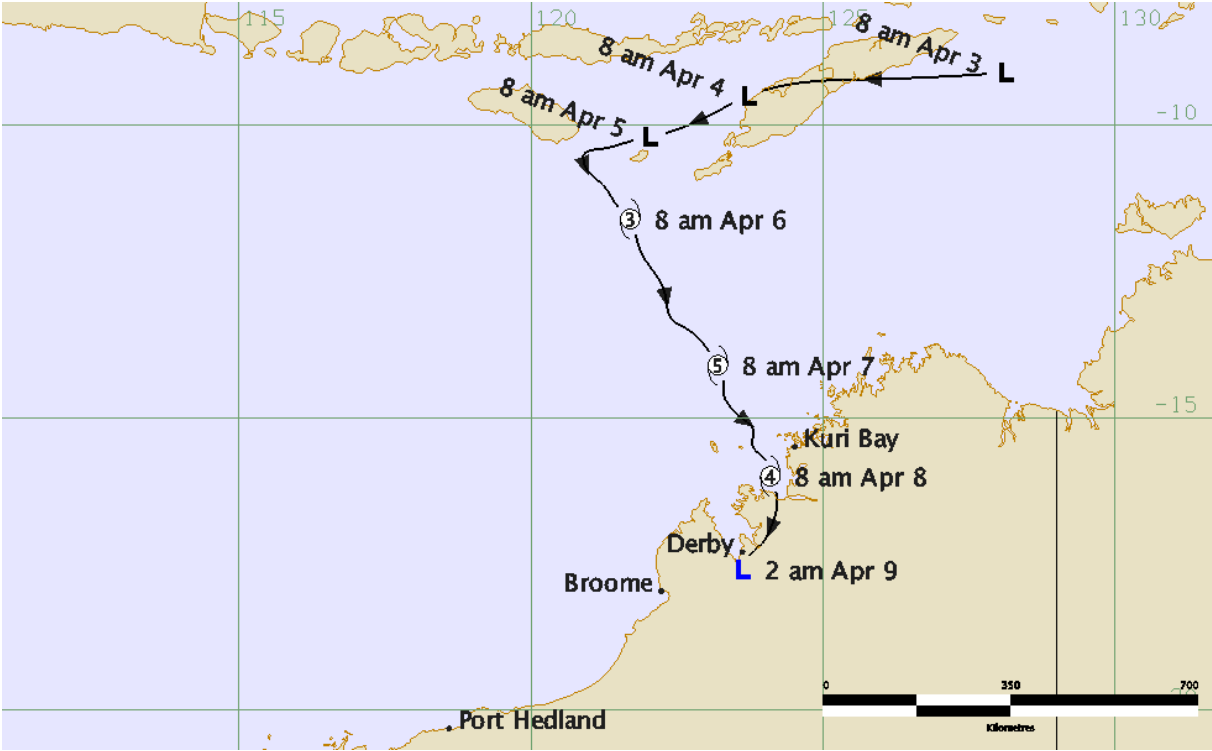 115
120
125
130
8 am Apr 3
L
8 am Apr 4
L
8 am Apr 5
L
-10
3
8 am Apr 6
5
8 am Apr 7
-15
Kuri Bay
4
8 am Apr 8
Derby
L
2 am Apr 9
Broome
0
350
700
Kilometres
Port Hedland